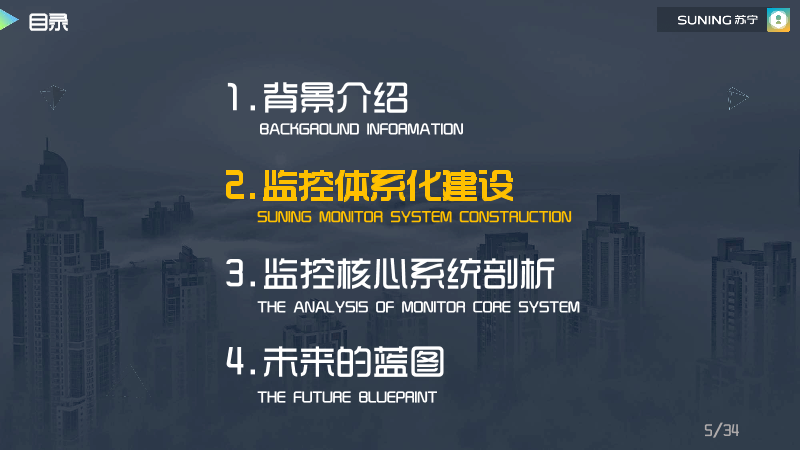 目录
SUNING 苏宁
1.背景介绍
BACKGROUND INFORMATION
2.监控体系化建设
SUNING MONITOR SYSTEM CONSTRUCTION
3.监控核心系统剖析
THE ANALYSIS OF MONITOR CORE SYSTEM
4.未来的蓝图
THE FUTURE BLUEPRINT
5/34